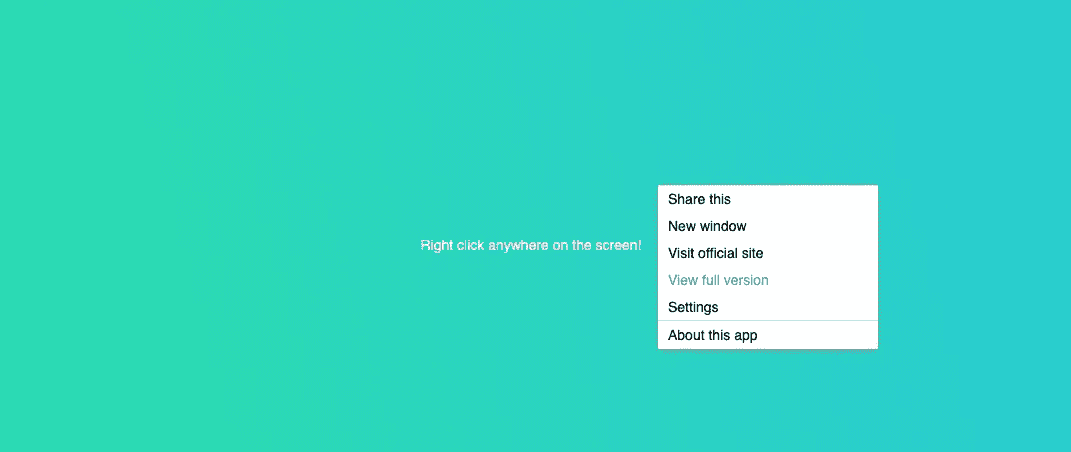 Right click anywhere on the screen!
Share this
New window
Visit official site
View full version
Settings
About this app